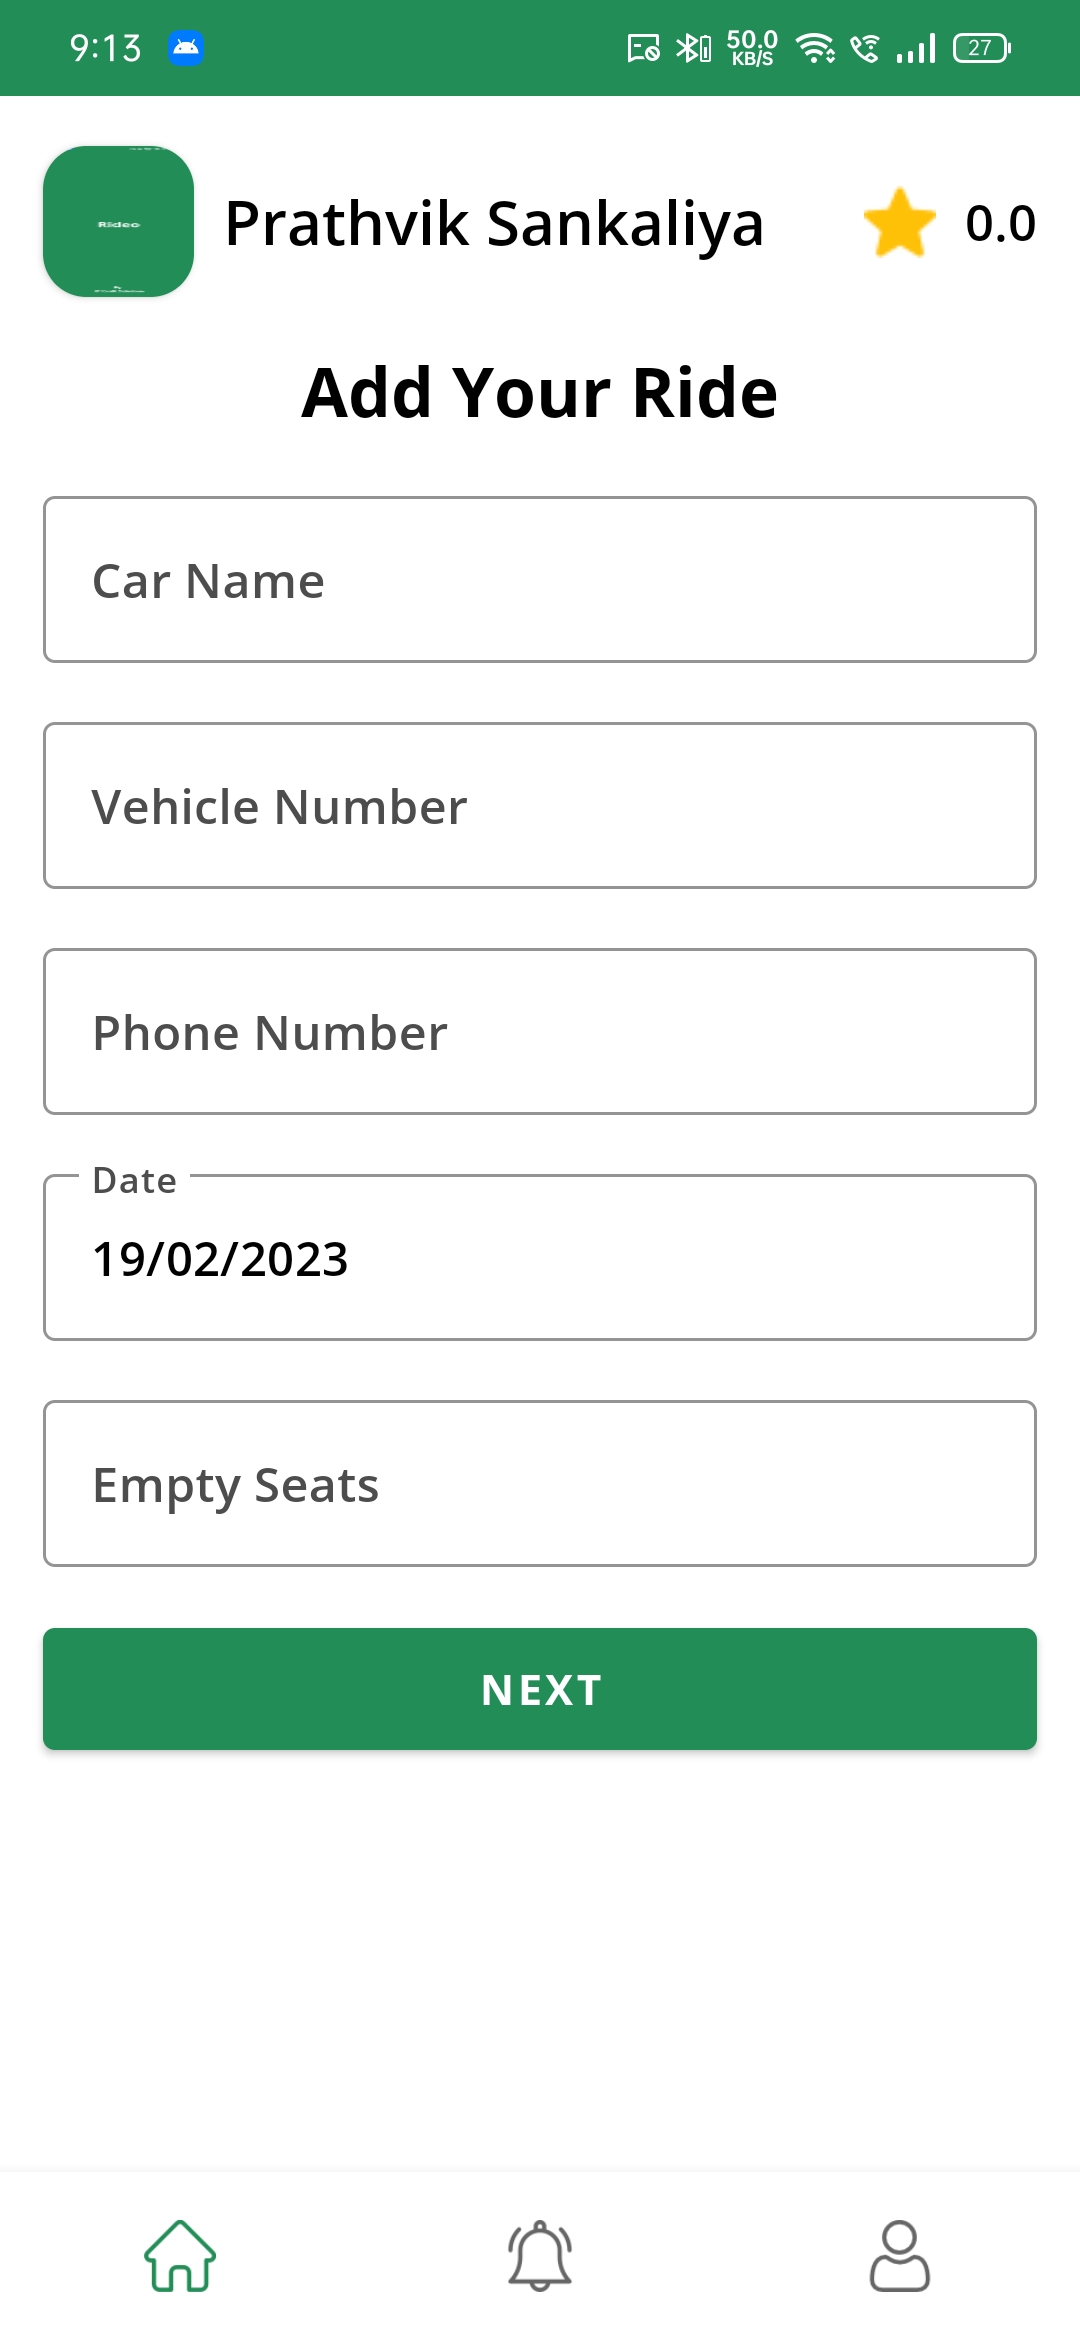 9:13
50.0
KB/S
27
Rideo
Prathvik Sankaliya
0.0
Add Your Ride
Car Name
Vehicle Number
Phone Number
Date
19/02/2023
Empty Seats
NEXT